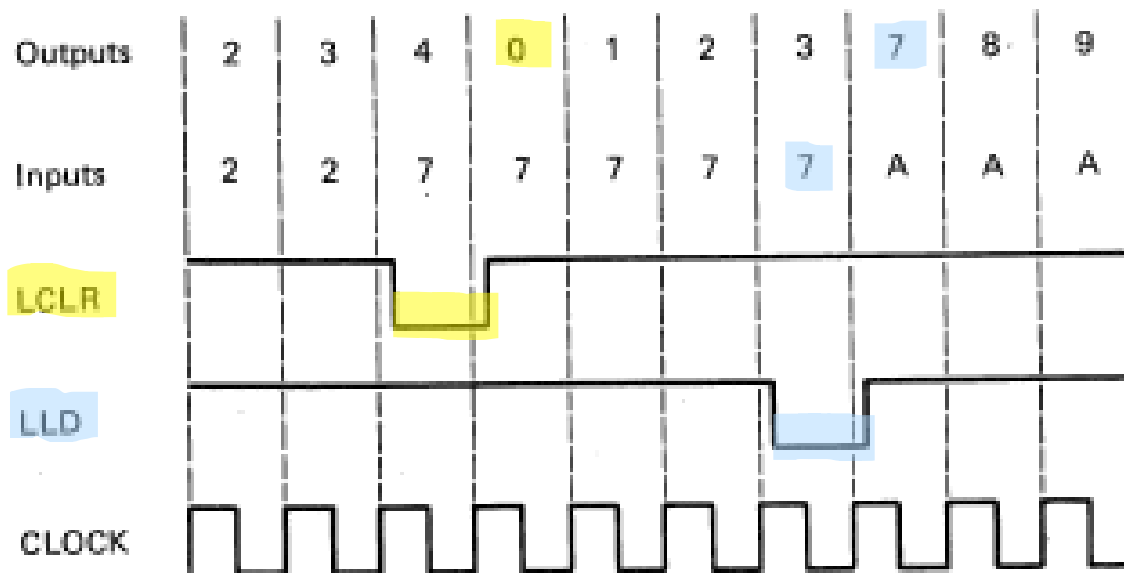 Outputs 2 3 4 0 1 2 3 7 8 9
Inputs 2 2 7 7 7 7 7 A A A
LCLR
LLD
CLOCK